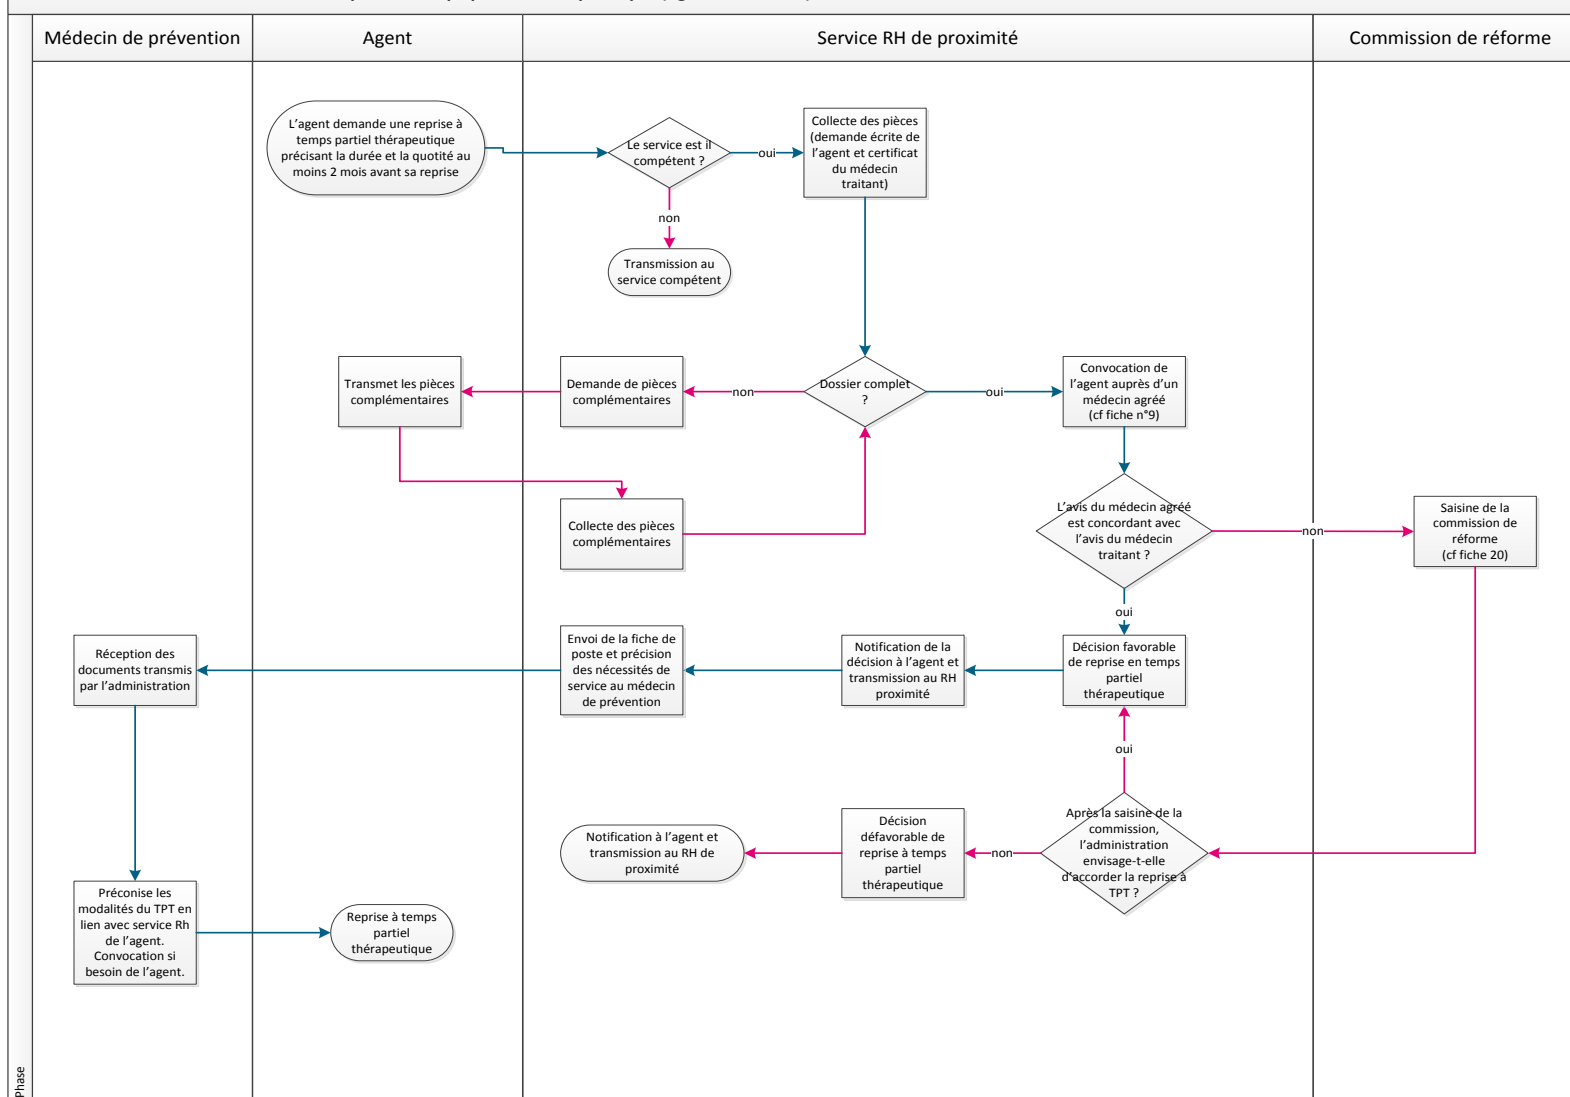 Médecin de prévention
Agent
Service RH de proximité
Commission de réforme
L’agent demande une reprise à
temps partiel thérapeutique
précisant la durée et la quotité au
moins 2 mois avant sa reprise
Le service est il
compétent ?
oui
Collecte des pièces
(demande écrite de
l’agent et certificat
du médecin
traitant)
non
Transmission au
service compétent
Transmet les pièces
complémentaires
Demande de pièces
complémentaires
non
Dossier complet
?
oui
Convocation de
l’agent auprès d’un
médecin agréé
(cf fiche n°9)
Collecte des pièces
complémentaires
L’avis du médecin agréé
est concordant avec
l’avis du médecin
traitant ?
non
Saisine de la
commission de
réforme
(cf fiche 20)
oui
Réception des
documents transmis
par l’administration
Envoi de la fiche de
poste et précision
des nécessités de
service au médecin
de prévention
Notification de la
décision à l’agent et
transmission au RH
proximité
Décision favorable
de reprise en temps
partiel
thérapeutique
oui
Notification à l’agent et
transmission au RH de
proximité
Décision
défavorable de
reprise à temps
partiel
thérapeutique
non
Après la saisine de la
commission,
l’administration
envisage-t-elle
d’accorder la reprise à
TPT ?
Préconise les
modalités du TPT en
lien avec service Rh
de l’agent.
Convocation si
besoin de l’agent.
Reprise à temps
partiel
thérapeutique
Phase